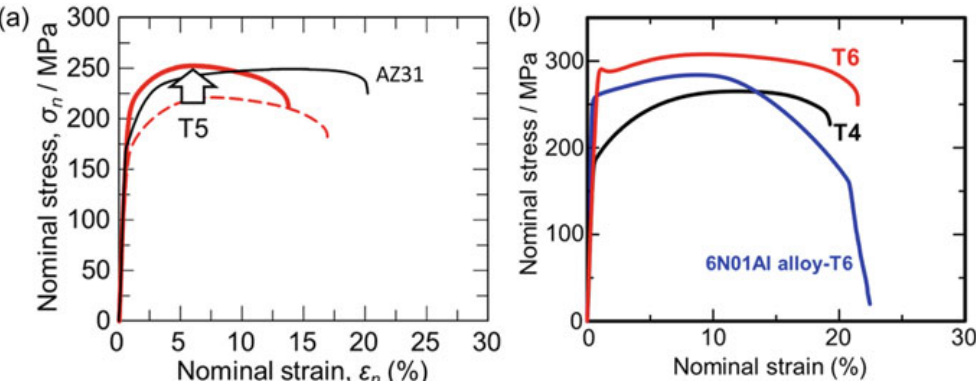 (a)
300
250
200
150
100
50
0
Nominal stress, σn / MPa
AZ31
T5
0 5 10 15 20 25 30
Nominal strain, εn (%)
(b)
300
200
100
0
Nominal stress / MPa
T6
T4
6N01Al alloy-T6
0 10 20 30
Nominal strain (%)